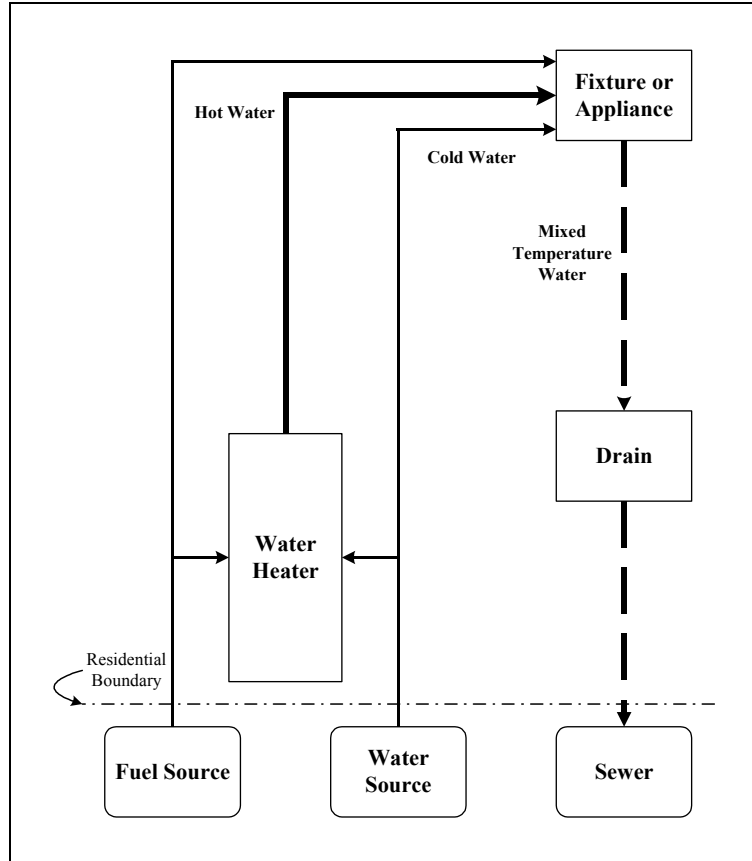 Fixture or
Appliance
Hot Water
Cold Water
Mixed
Temperature
Water
Drain
Water
Heater
Residential
Boundary
Fuel Source
Water
Source
Sewer